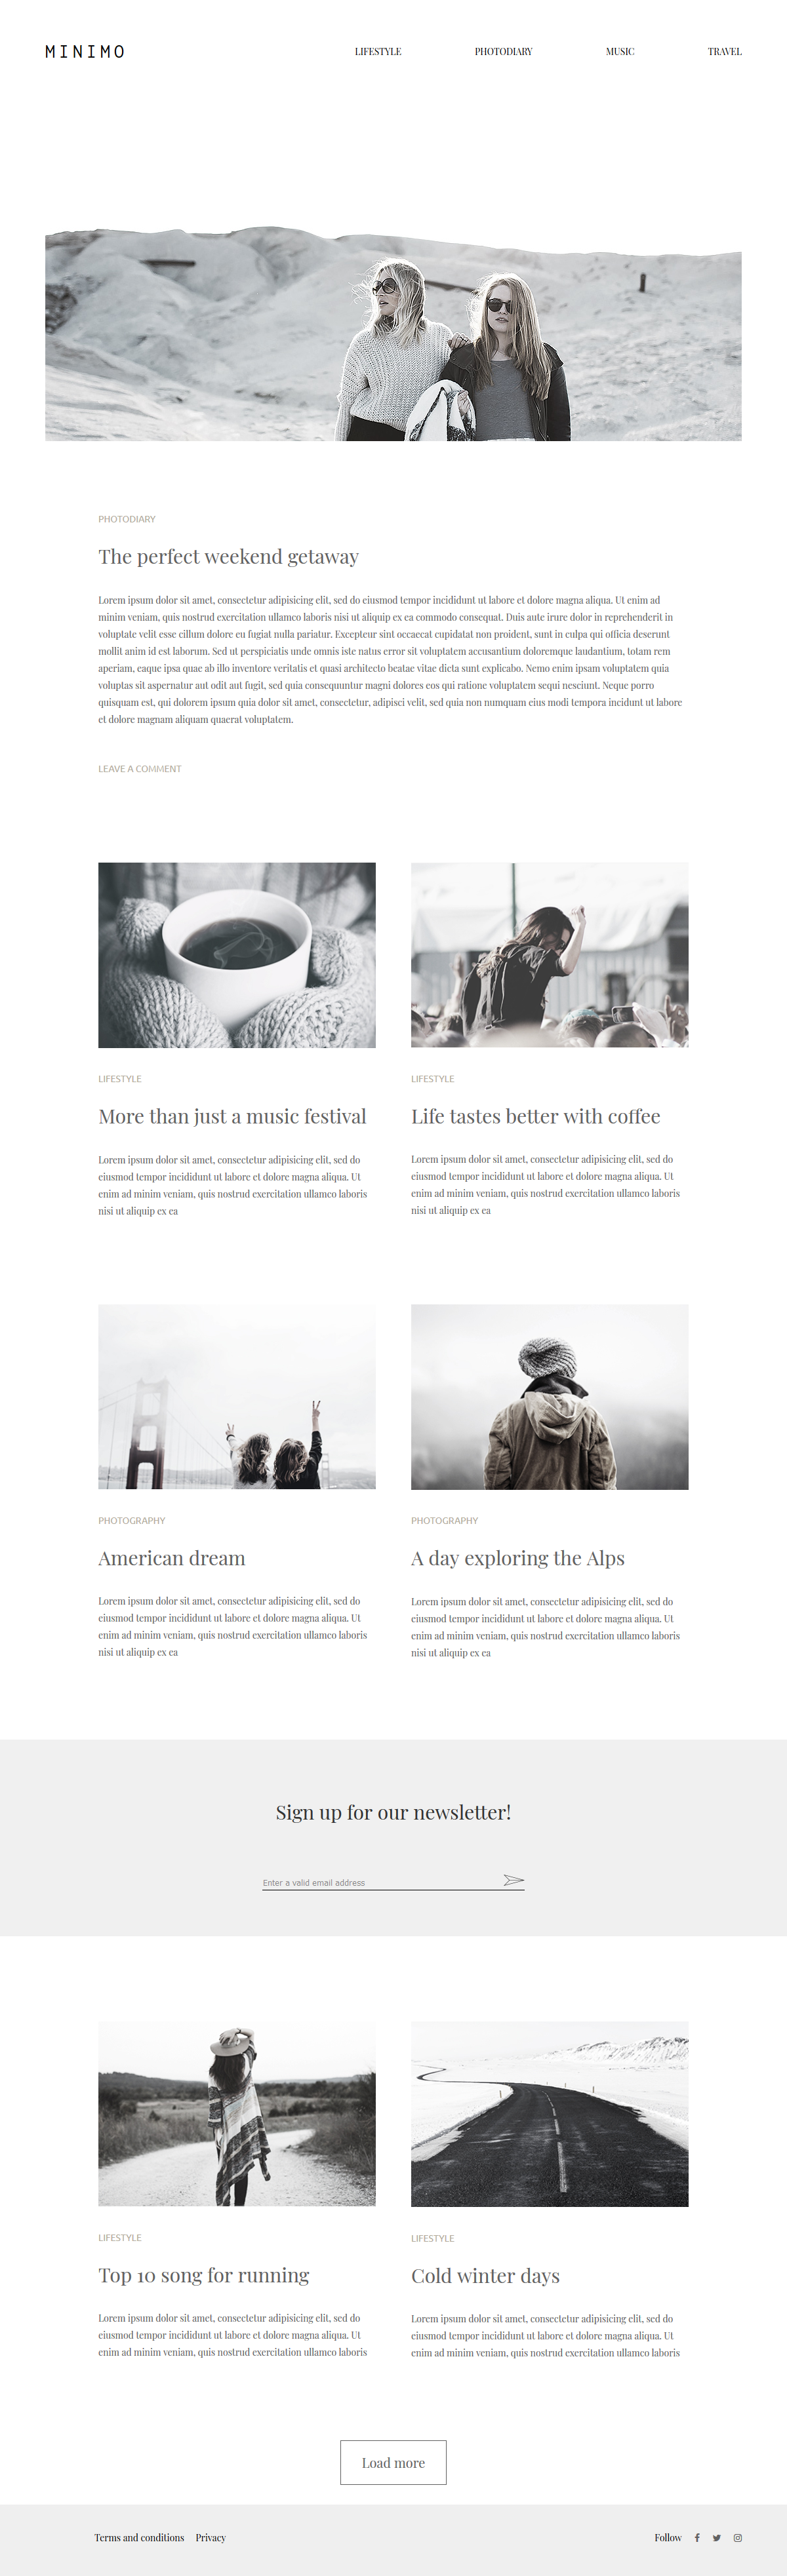 MINIMO
LIFESTYLE PHOTODIARY MUSIC TRAVEL
PHOTODIARY
The perfect weekend getaway
Lorem ipsum dolor sit amet, consectetur adipisicing elit, sed do eiusmod tempor incididunt ut labore et dolore magna aliqua. Ut enim ad
minim veniam, quis nostrud exercitation ullamco laboris nisi ut aliquip ex ea commodo consequat. Duis aute irure dolor in reprehenderit in
voluptate velit esse cillum dolore eu fugiat nulla pariatur. Excepteur sint occaecat cupidatat non proident, sunt in culpa qui officia deserunt
mollit anim id est laborum. Sed ut perspiciatis unde omnis iste natus error sit voluptatem accusantium doloremque laudantium, totam rem
aperiam, eaque ipsa quae ab illo inventore veritatis et quasi architecto beatae vitae dicta sunt explicabo. Nemo enim ipsam voluptatem quia
voluptas sit aspernatur aut odit aut fugit, sed quia consequuntur magni dolores eos qui ratione voluptatem sequi nesciunt. Neque porro
quisquam est, qui dolorem ipsum quia dolor sit amet, consectetur, adipisci velit, sed quia non numquam eius modi tempora incidunt ut labore
et dolore magnam aliquam quaerat voluptatem.
LEAVE A COMMENT
LIFESTYLE
More than just a music festival
Lorem ipsum dolor sit amet, consectetur adipisicing elit, sed do
eiusmod tempor incididunt ut labore et dolore magna aliqua. Ut
enim ad minim veniam, quis nostrud exercitation ullamco laboris
nisi ut aliquip ex ea
LIFESTYLE
Life tastes better with coffee
Lorem ipsum dolor sit amet, consectetur adipisicing elit, sed do
eiusmod tempor incididunt ut labore et dolore magna aliqua. Ut
enim ad minim veniam, quis nostrud exercitation ullamco laboris
nisi ut aliquip ex ea
PHOTOGRAPHY
American dream
Lorem ipsum dolor sit amet, consectetur adipisicing elit, sed do
eiusmod tempor incididunt ut labore et dolore magna aliqua. Ut
enim ad minim veniam, quis nostrud exercitation ullamco laboris
nisi ut aliquip ex ea
PHOTOGRAPHY
A day exploring the Alps
Lorem ipsum dolor sit amet, consectetur adipisicing elit, sed do
eiusmod tempor incididunt ut labore et dolore magna aliqua. Ut
enim ad minim veniam, quis nostrud exercitation ullamco laboris
nisi ut aliquip ex ea
Sign up for our newsletter!
Enter a valid email address
LIFESTYLE
Top 10 song for running
Lorem ipsum dolor sit amet, consectetur adipisicing elit, sed do
eiusmod tempor incididunt ut labore et dolore magna aliqua. Ut
enim ad minim veniam, quis nostrud exercitation ullamco laboris
LIFESTYLE
Cold winter days
Lorem ipsum dolor sit amet, consectetur adipisicing elit, sed do
eiusmod tempor incididunt ut labore et dolore magna aliqua. Ut
enim ad minim veniam, quis nostrud exercitation ullamco laboris
Load more
Terms and conditions Privacy Follow